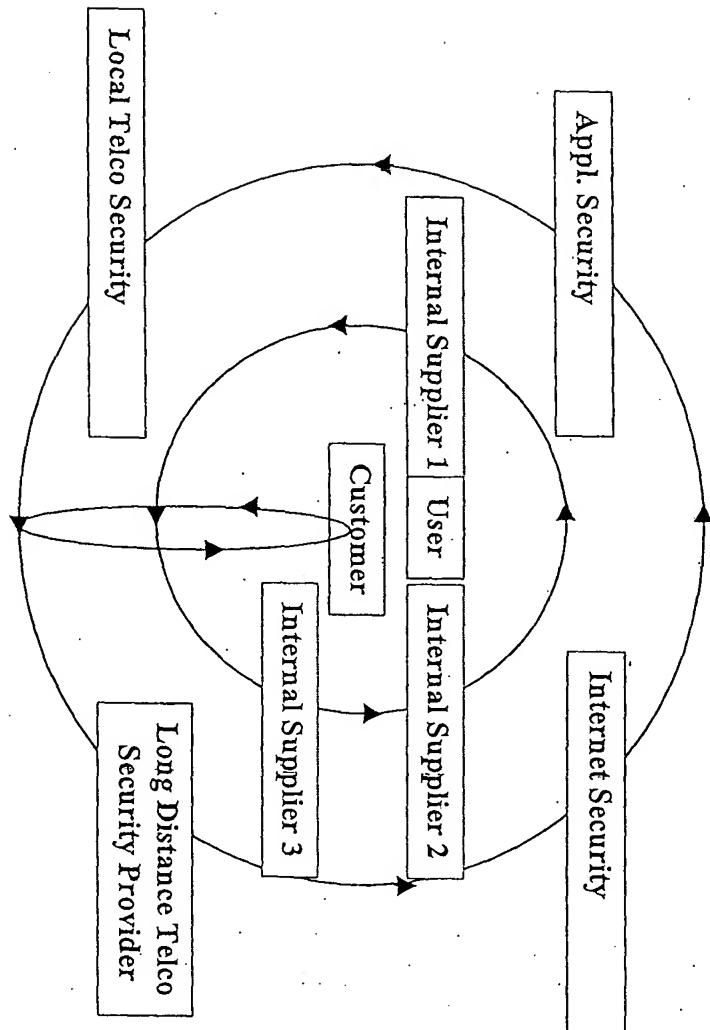 Appl. Security
Internet Security
Internal Supplier 1
User
Internal Supplier 2
Customer
Internal Supplier 3
Local Telco Security
Long Distance Telco
Security Provider